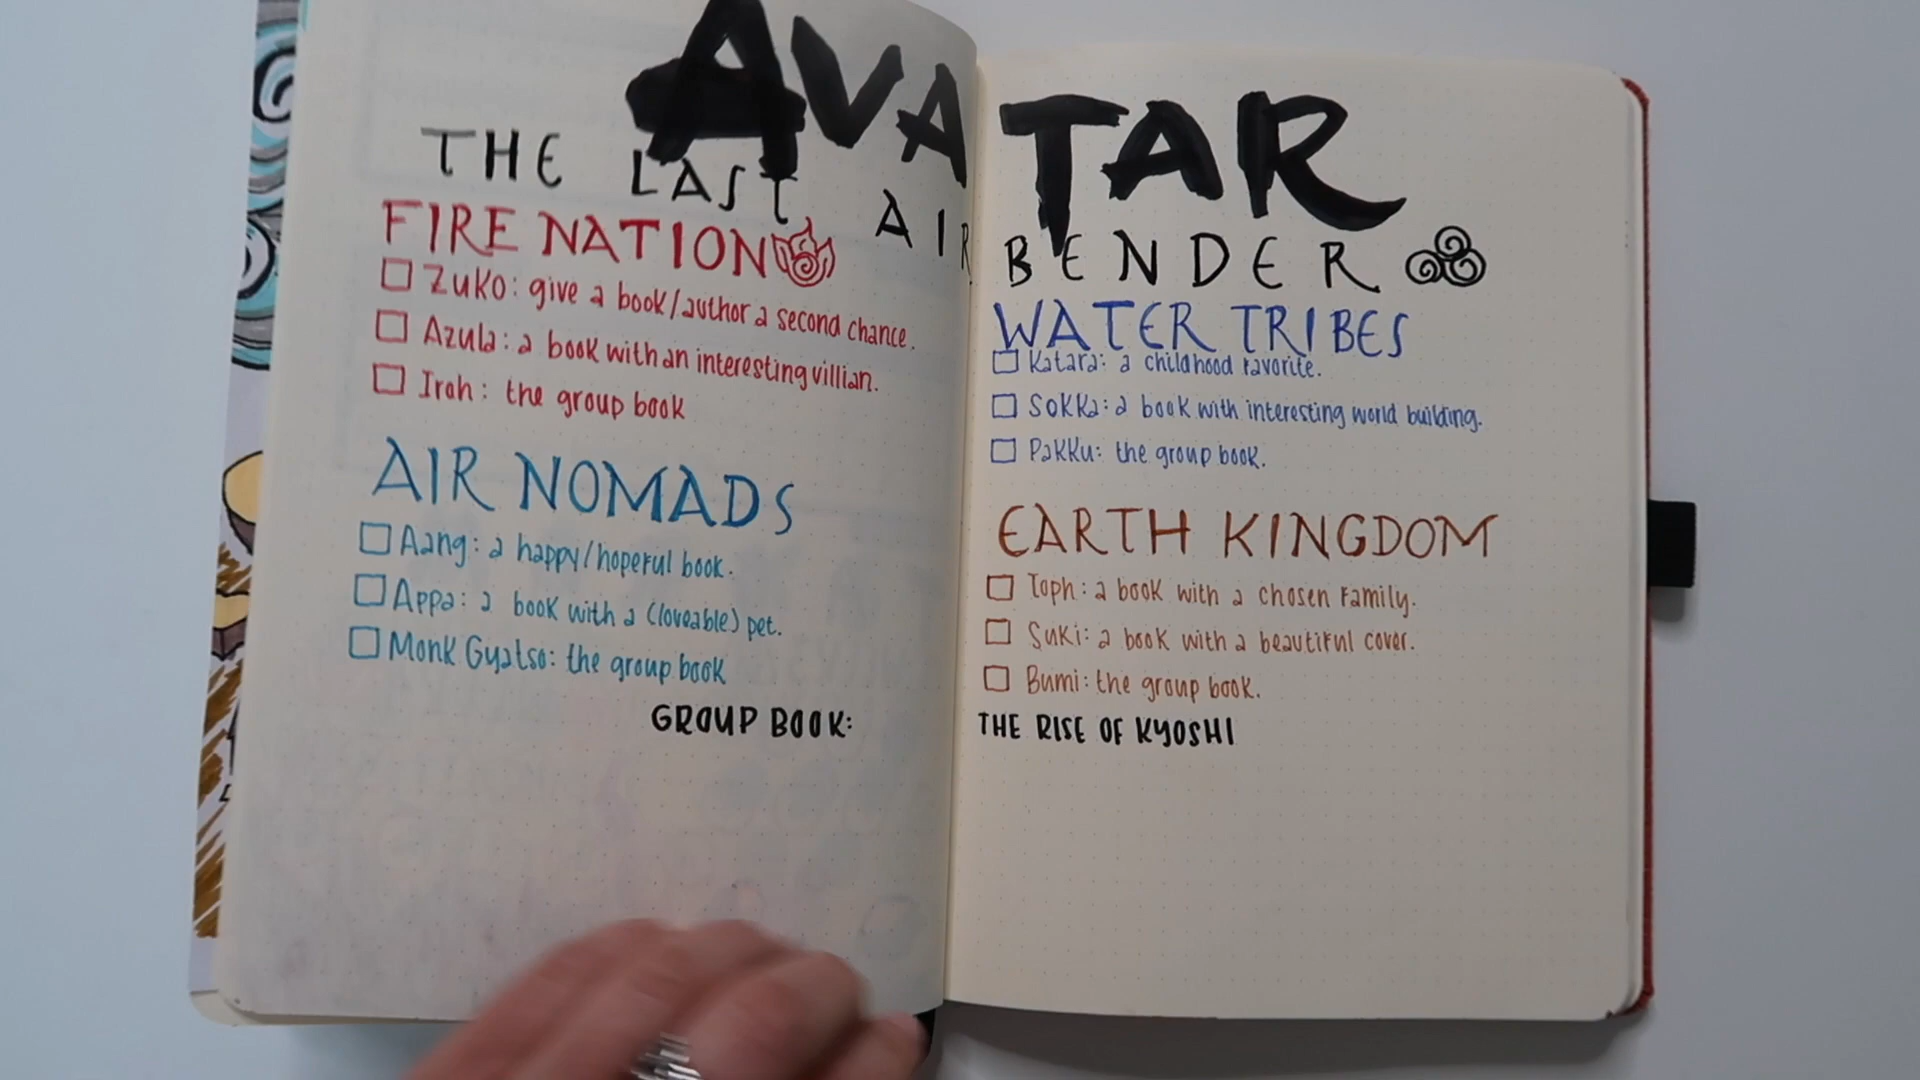 AVATAR
THE LAST AIR BENDER
FIRE NATION
Zuko: give a book/author a second chance.
Azula: a book with an interesting villian.
Iroh: the group book
AIR NOMADS
Aang: a happy/hopeful book.
Appa: a book with a (loveable) pet.
Monk Gyatso: the group book
WATER TRIBES
Katara: a childhood favorite.
Sokka: a book with interesting world building.
Pakku: the group book.
EARTH KINGDOM
Toph: a book with a chosen family.
Suki: a book with a beautiful cover.
Bumi: the group book.
GROUP BOOK: THE RISE OF KYOSHI